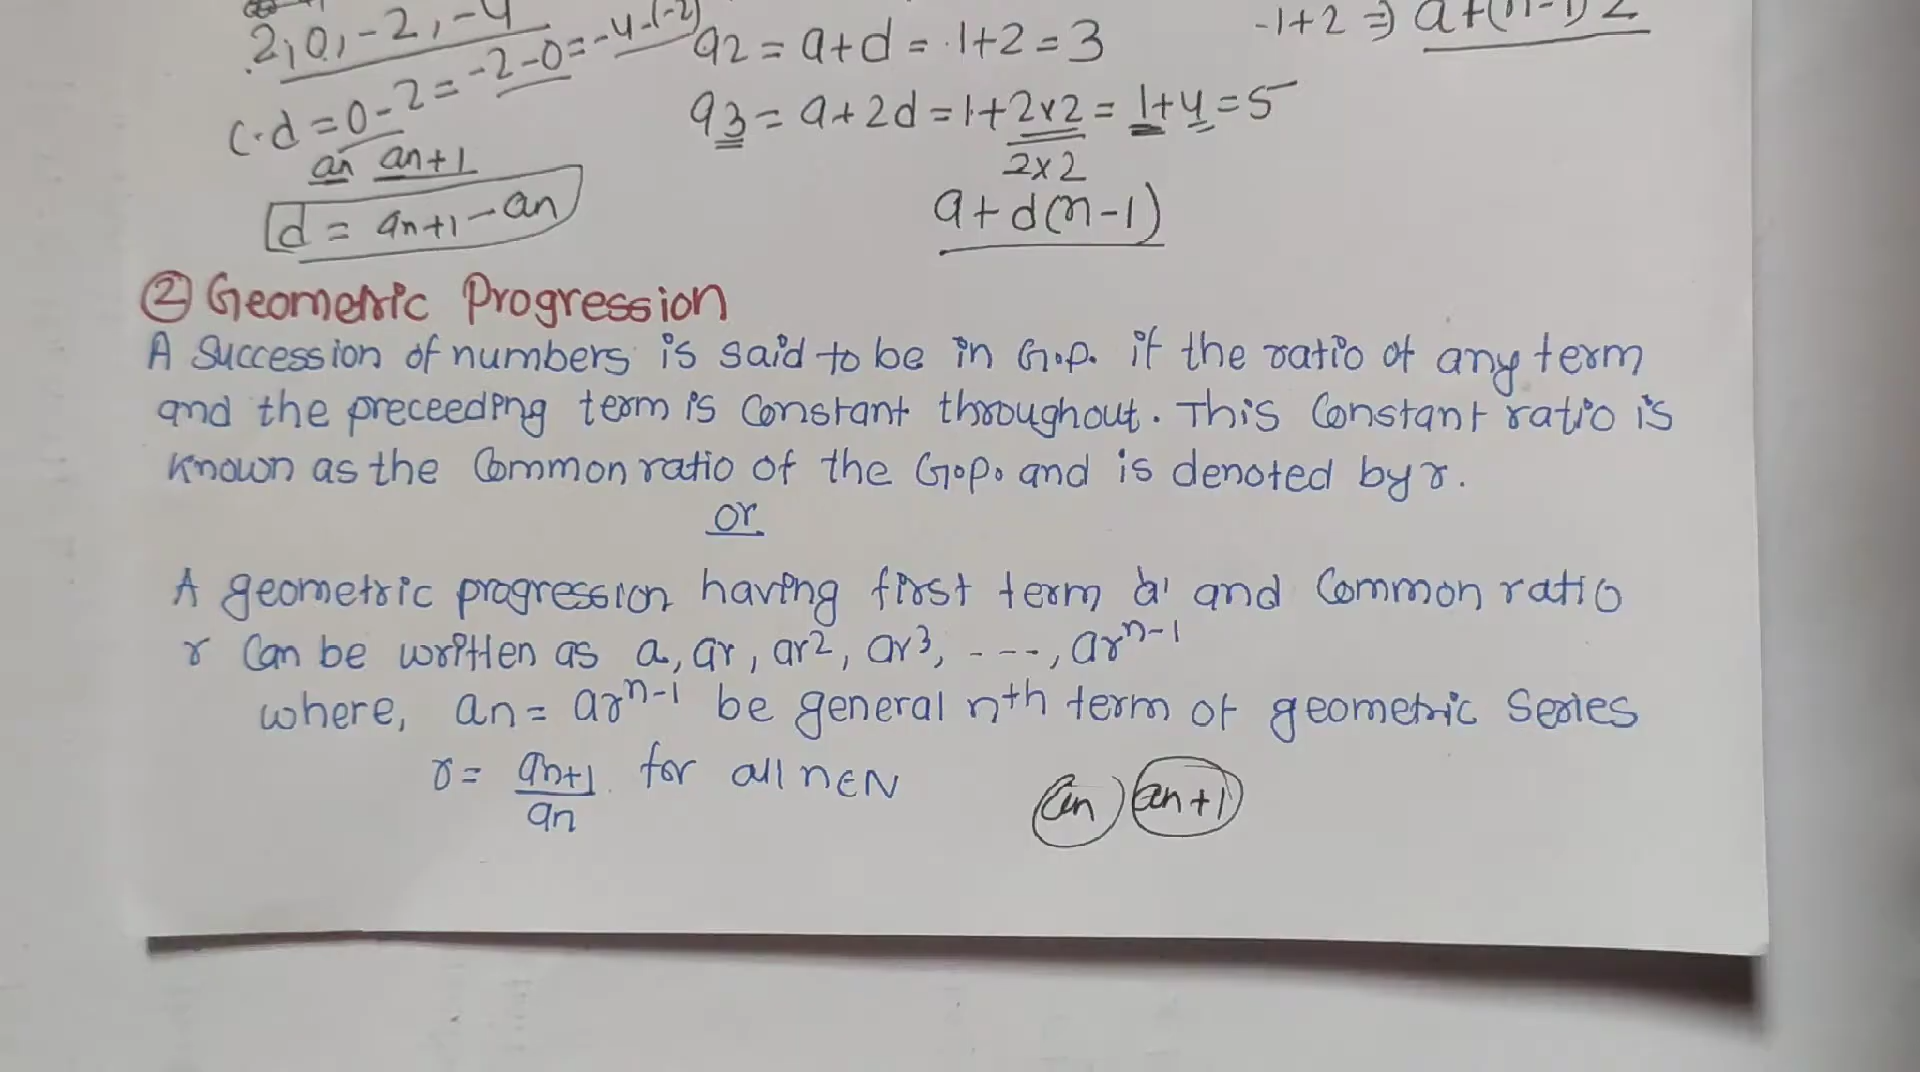 2, 0, -2, -4
c.d = 0-2 = -2-0 = -4-(-2)
an an+1
d = an+1 - an
a2 = a+d = 1+2 = 3
a3 = a+2d = 1+2×2 = 1+4 = 5
2×2
a+d(n-1)
-1+2 ⇒ a+(n-1)2
② Geometric Progression
A Succession of numbers is said to be in G.P. if the ratio of any term
and the preceeding term is Constant throughout. This Constant ratio is
Known as the Common ratio of the G.P. and is denoted by r.
or
A geometric progression having first term 'a' and Common ratio
r Can be written as a, ar, ar2, ar3, ----, ar^n-1
where, an = ar^n-1 be general nth term of geometric Series
r = an+1/an for all n∈N
an an+1